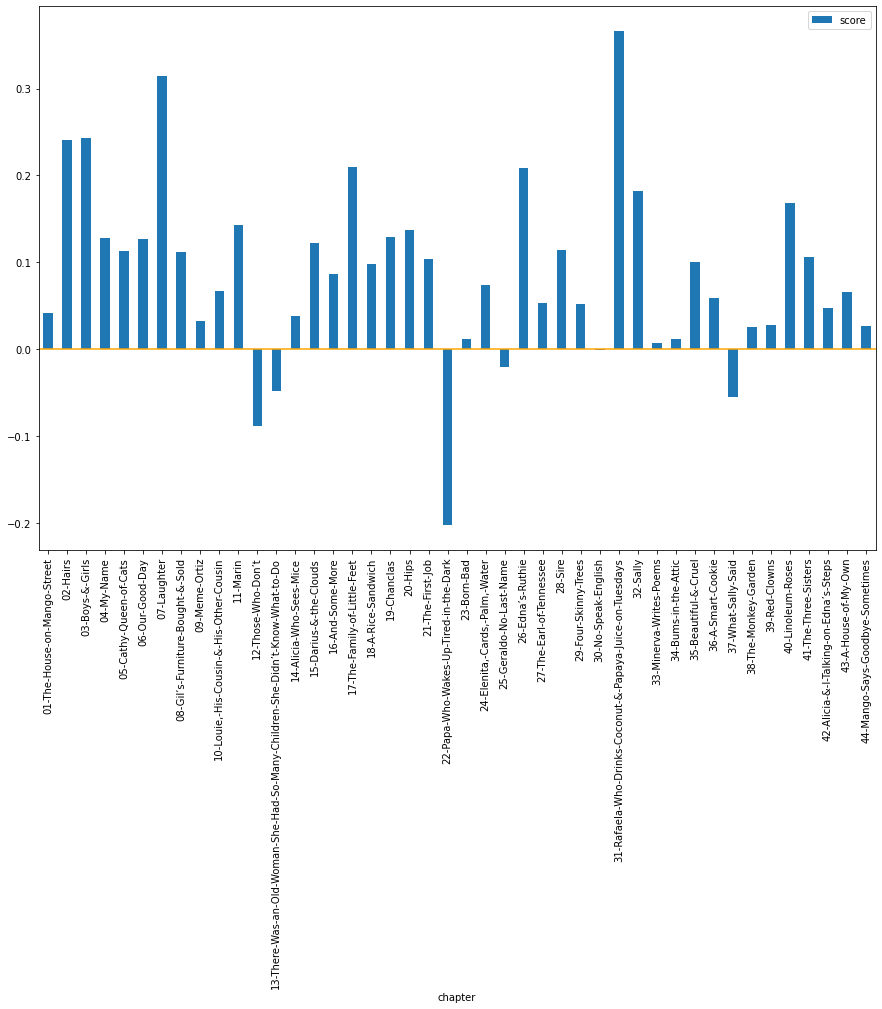 score
0.3
0.2
0.1
0.0
−0.1
−0.2
01-The-House-on-Mango-Street
02-Hairs
03-Boys-&-Girls
04-My-Name
05-Cathy-Queen-of-Cats
06-Our-Good-Day
07-Laughter
08-Gil's-Furniture-Bought-&-Sold
09-Meme-Ortiz
10-Louie,-His-Cousin-&-His-Other-Cousin
11-Marin
12-Those-Who-Don't
13-There-Was-an-Old-Woman-She-Had-So-Many-Children-She-Didn't-Know-What-to-Do
14-Alicia-Who-Sees-Mice
15-Darius-&-the-Clouds
16-And-Some-More
17-The-Family-of-Little-Feet
18-A-Rice-Sandwich
19-Chanclas
20-Hips
21-The-First-Job
22-Papa-Who-Wakes-Up-Tired-in-the-Dark
23-Born-Bad
24-Elenita,-Cards,-Palm,-Water
25-Geraldo-No-Last-Name
26-Edna's-Ruthie
27-The-Earl-of-Tennessee
28-Sire
29-Four-Skinny-Trees
30-No-Speak-English
31-Rafaela-Who-Drinks-Coconut-&-Papaya-Juice-on-Tuesdays
32-Sally
33-Minerva-Writes-Poems
34-Bums-in-the-Attic
35-Beautiful-&-Cruel
36-A-Smart-Cookie
37-What-Sally-Said
38-The-Monkey-Garden
39-Red-Clowns
40-Linoleum-Roses
41-The-Three-Sisters
42-Alicia-&-I-Talking-on-Edna's-Steps
43-A-House-of-My-Own
44-Mango-Says-Goodbye-Sometimes
chapter